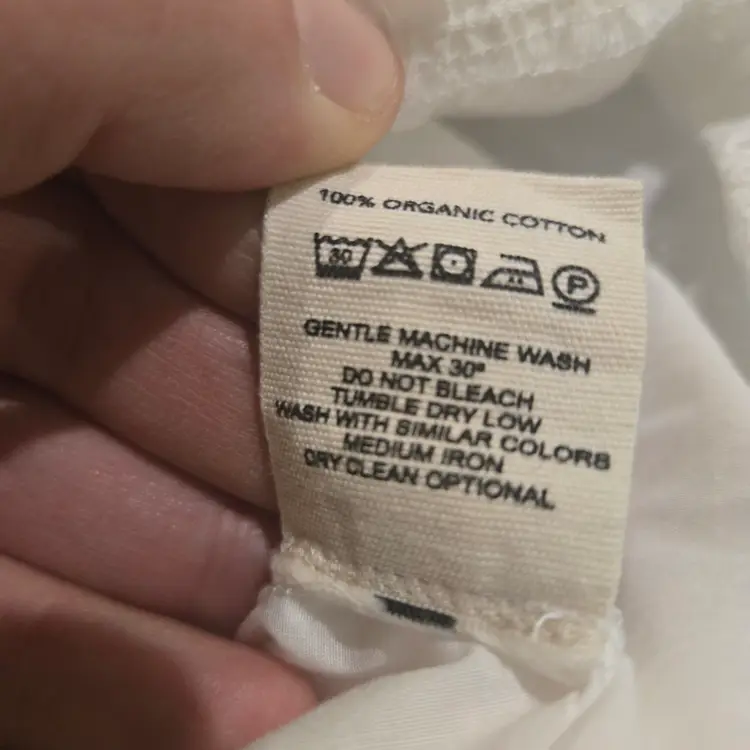 100% ORGANIC COTTON
30 P
GENTLE MACHINE WASH
MAX 30°
DO NOT BLEACH
TUMBLE DRY LOW
WASH WITH SIMILAR COLORS
MEDIUM IRON
DRY CLEAN OPTIONAL